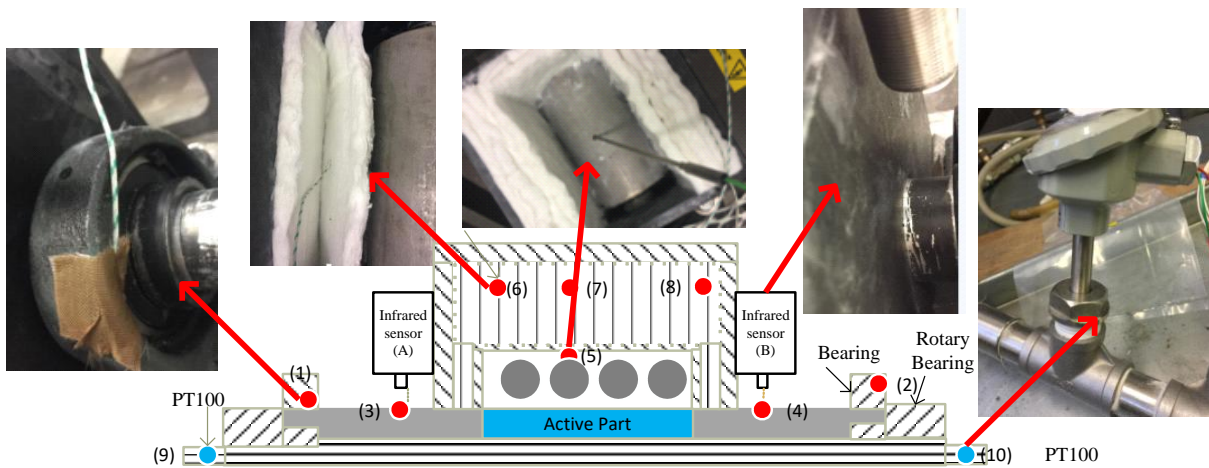 (6)
(7)
(8)
Infrared
sensor
(A)
Infrared
sensor
(B)
(5)
Bearing
Rotary
Bearing
(1)
(2)
PT100
(3)
(4)
Active Part
(9)
(10)
PT100